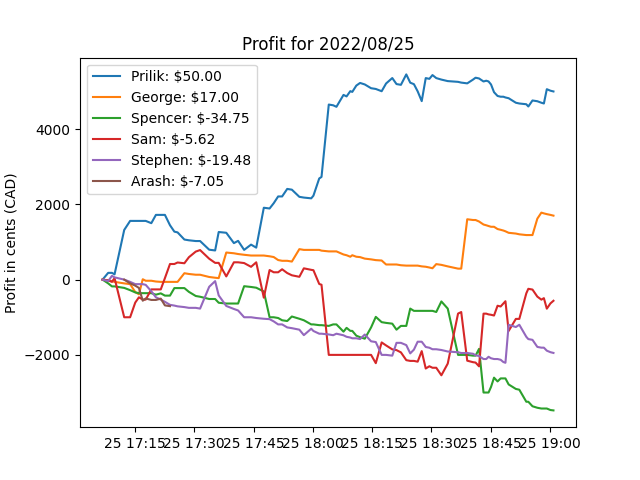 Profit for 2022/08/25
Prilik: $50.00
George: $17.00
Spencer: $-34.75
Sam: $-5.62
Stephen: $-19.48
Arash: $-7.05
Profit in cents (CAD)
4000
2000
0
−2000
25 17:15 25 17:30 25 17:45 25 18:00 25 18:15 25 18:30 25 18:45 25 19:00